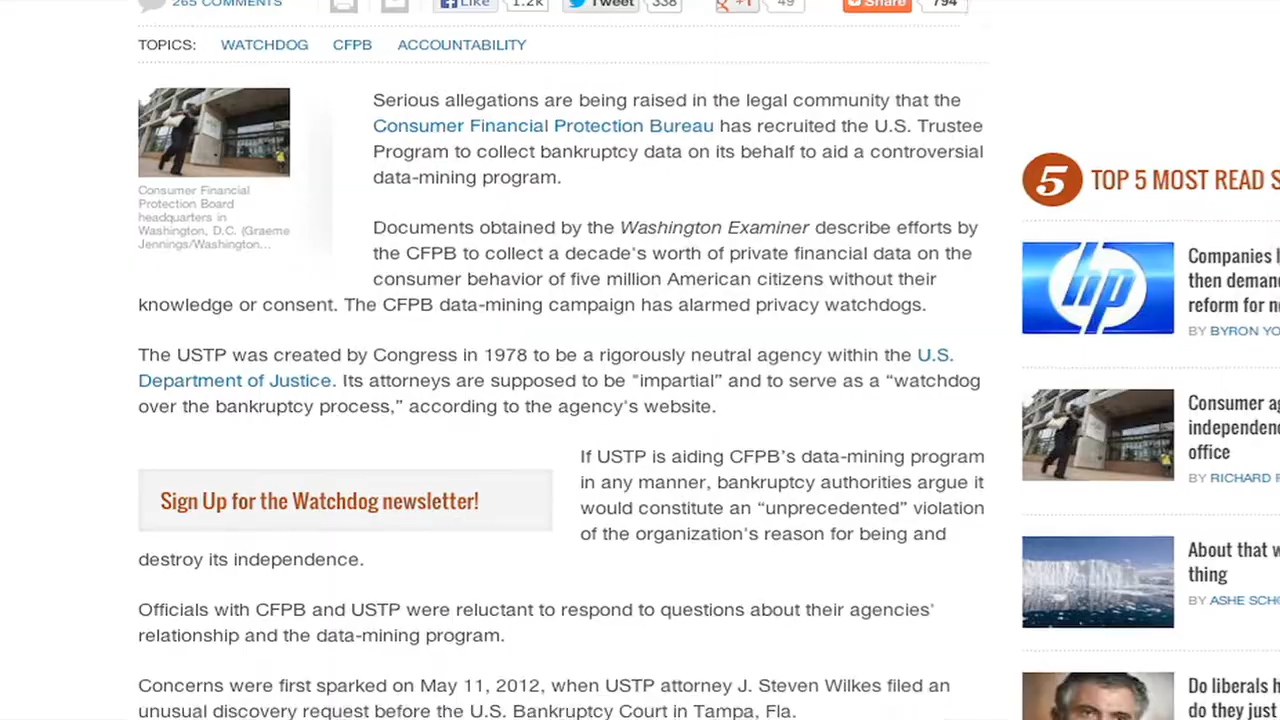 265 COMMENTS
Like 1.2k
Tweet 338
+1 49
Share 794
TOPICS: WATCHDOG CFPB ACCOUNTABILITY
Consumer Financial
Protection Board
headquarters in
Washington, D.C. (Graeme
Jennings/Washington...
Serious allegations are being raised in the legal community that the
Consumer Financial Protection Bureau has recruited the U.S. Trustee
Program to collect bankruptcy data on its behalf to aid a controversial
data-mining program.
Documents obtained by the Washington Examiner describe efforts by
the CFPB to collect a decade's worth of private financial data on the
consumer behavior of five million American citizens without their
knowledge or consent. The CFPB data-mining campaign has alarmed privacy watchdogs.
The USTP was created by Congress in 1978 to be a rigorously neutral agency within the U.S.
Department of Justice. Its attorneys are supposed to be "impartial” and to serve as a “watchdog
over the bankruptcy process,” according to the agency's website.
Sign Up for the Watchdog newsletter!
If USTP is aiding CFPB's data-mining program
in any manner, bankruptcy authorities argue it
would constitute an “unprecedented” violation
of the organization's reason for being and
destroy its independence.
Officials with CFPB and USTP were reluctant to respond to questions about their agencies'
relationship and the data-mining program.
Concerns were first sparked on May 11, 2012, when USTP attorney J. Steven Wilkes filed an
unusual discovery request before the U.S. Bankruptcy Court in Tampa, Fla.
5 TOP 5 MOST READ S
hp
Companies
then deman
reform for n
BY BYRON YO
Consumer ag
independen
office
BY RICHARD
About that w
thing
BY ASHE SCHO
Do liberals h
do they just